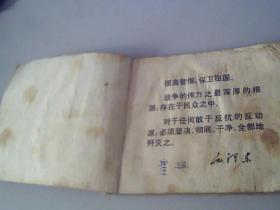 提高警惕，保卫祖国。
战争的伟力之最深厚的根
源，存在于民众之中。
对于任何敢于反抗的反动
派，必须坚决、彻底、干净、全部地
歼灭之。
毛泽东